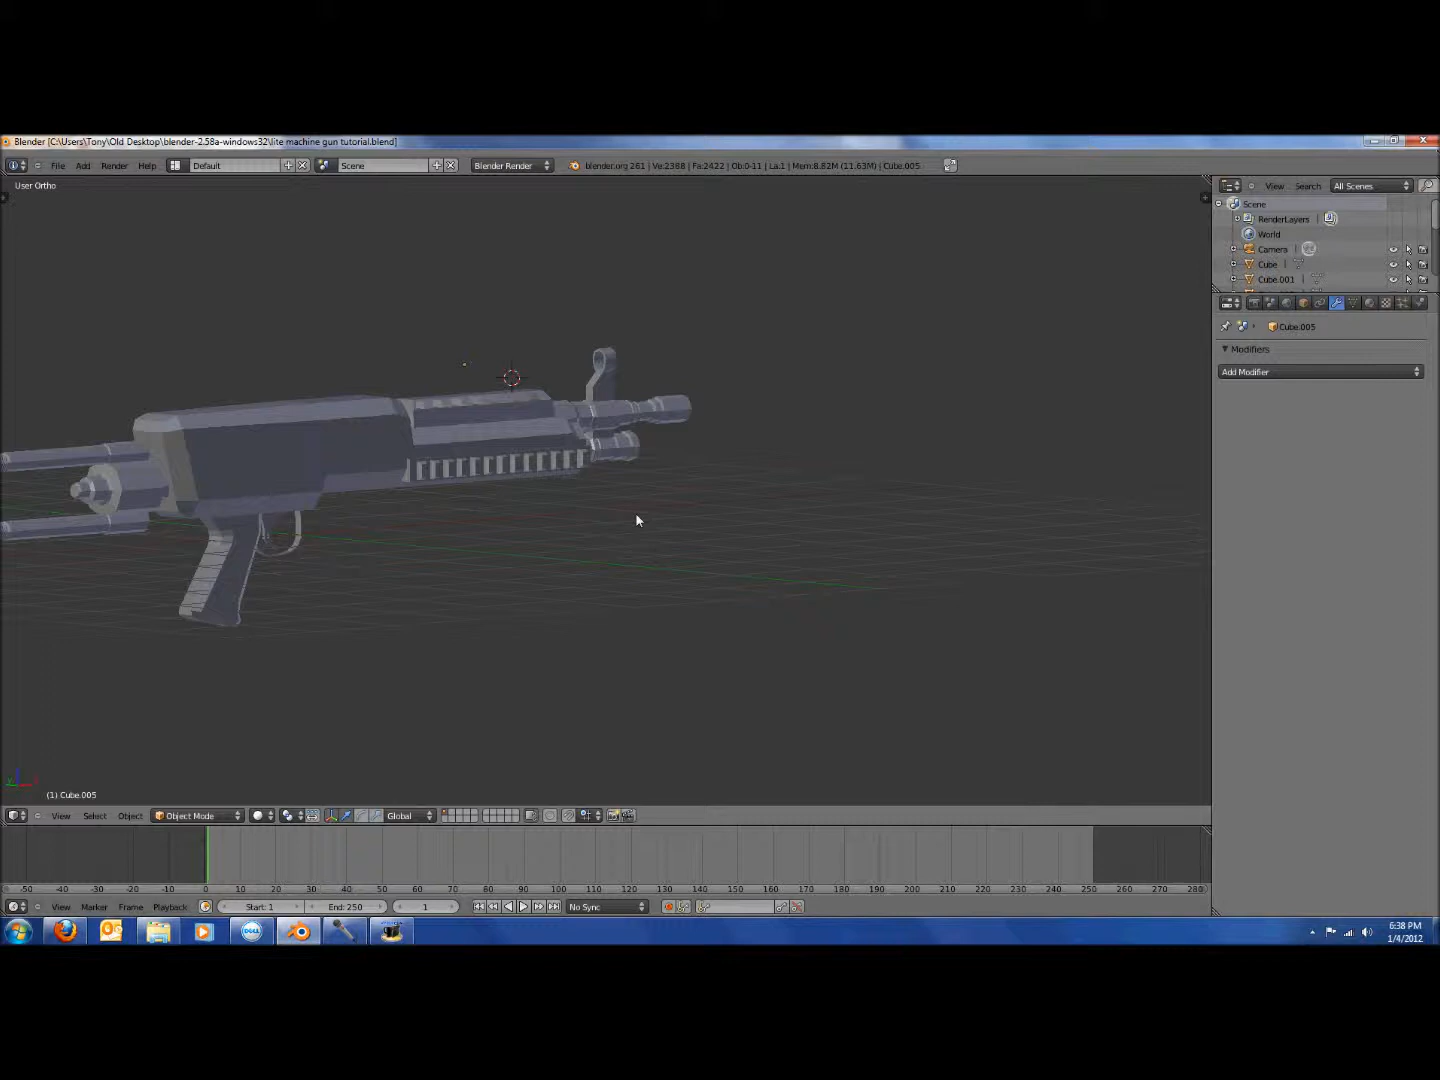 Blender [C:\Users\Tony\Old Desktop\blender-2.58a-windows32\lite machine gun tutorial.blend]
File Add Render Help Default Scene Blender Render blender.org 261 | Ve:2388 | Fa:2422 | Ob:0-11 | La:1 | Mem:8.82M (11.63M) | Cube.005
User Ortho
View Search All Scenes
Scene
RenderLayers
World
Camera
Cube
Cube.001
Cube.005
Modifiers
Add Modifier
(1) Cube.005
View Select Object Object Mode Global
-50 -40 -30 -20 -10 0 10 20 30 40 50 60 70 80 90 100 110 120 130 140 150 160 170 180 190 200 210 220 230 240 250 260 270 280
View Marker Frame Playback Start: 1 End: 250 1 No Sync
DELL
6:38 PM
1/4/2012